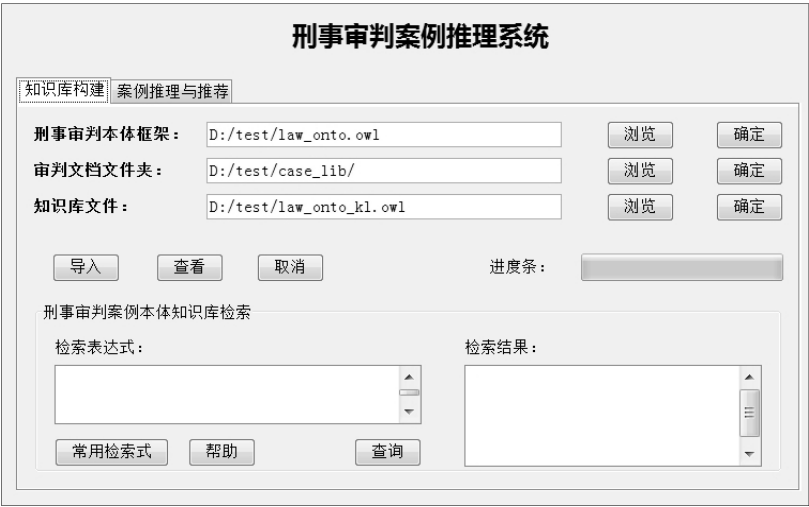 刑事审判案例推理系统
知识库构建 案例推理与推荐
刑事审判本体框架： D:/test/law_onto.owl 浏览 确定
审判文档文件夹： D:/test/case_lib/ 浏览 确定
知识库文件： D:/test/law_onto_kl.owl 浏览 确定
导入 查看 取消 进度条：
刑事审判案例本体知识库检索
检索表达式： 检索结果：
常用检索式 帮助 查询